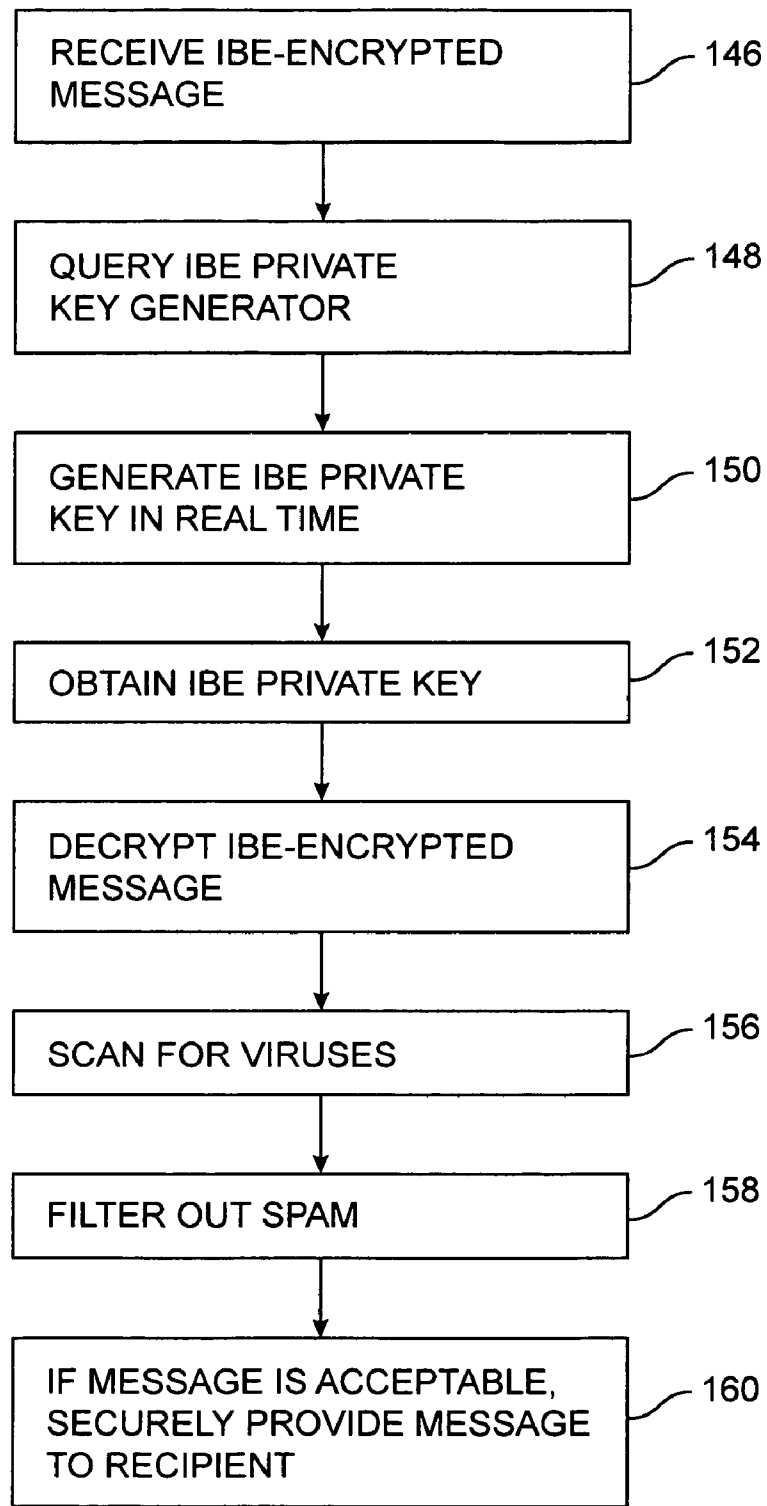 RECEIVE IBE-ENCRYPTED
MESSAGE
146
QUERY IBE PRIVATE
KEY GENERATOR
148
GENERATE IBE PRIVATE
KEY IN REAL TIME
150
OBTAIN IBE PRIVATE KEY
152
DECRYPT IBE-ENCRYPTED
MESSAGE
154
SCAN FOR VIRUSES
156
FILTER OUT SPAM
158
IF MESSAGE IS ACCEPTABLE,
SECURELY PROVIDE MESSAGE
TO RECIPIENT
160